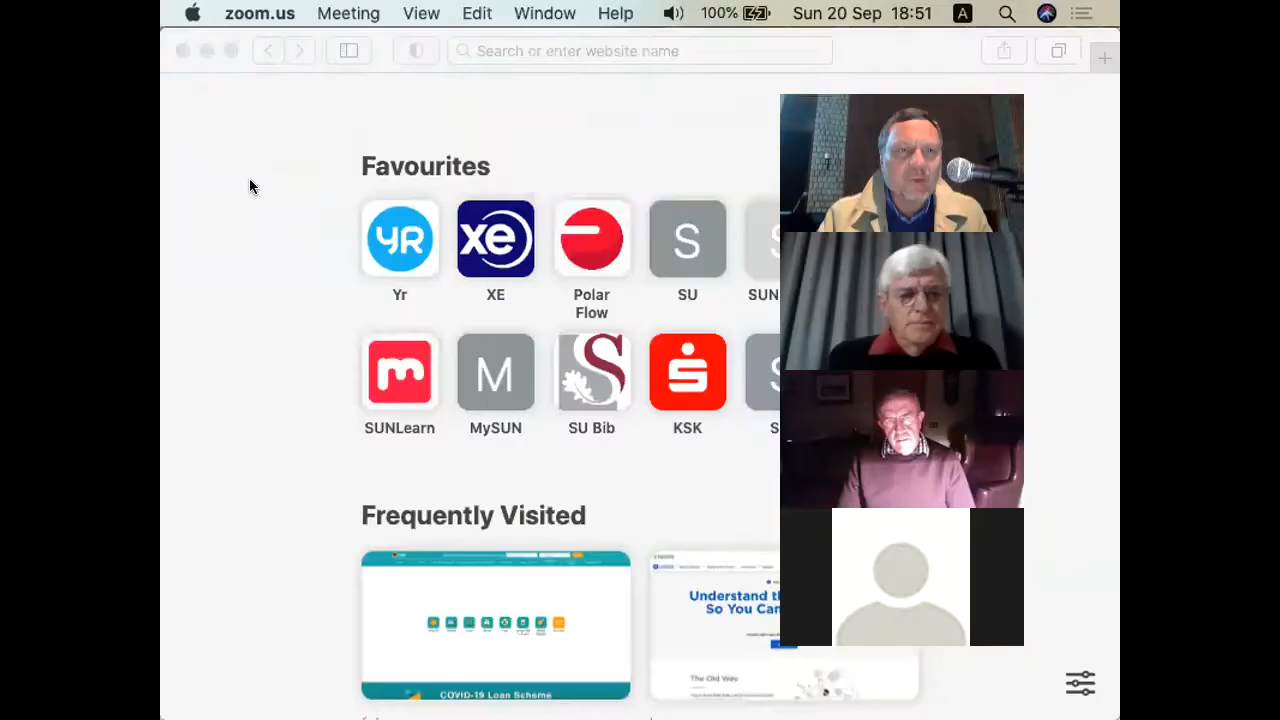 zoom.us Meeting View Edit Window Help 100% Sun 20 Sep 18:51 A
Search or enter website name
Favourites
YR xe S S
Yr XE Polar Flow SU SUN
m M S S S
SUNLearn MySUN SU Bib KSK S
Frequently Visited
Understand t
So You Can
The Old Way
COVID-19 Loan Scheme